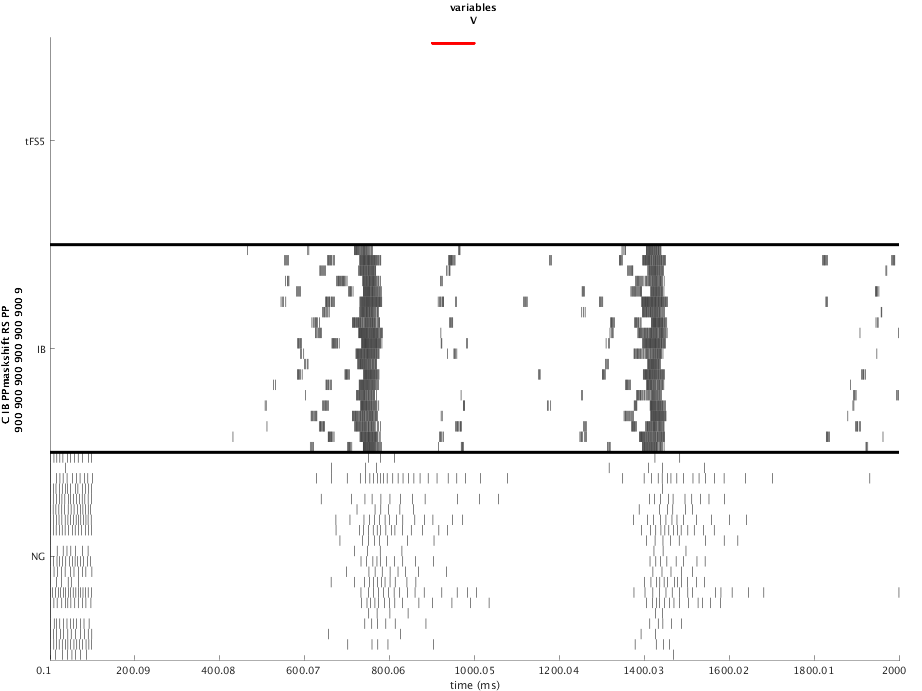 variables
V
C IB PPmaskshift RS PP
900 900 900 900 900 900 9
tFS5
IB
NG
0.1 200.09 400.08 600.07 800.06 1000.05 1200.04 1400.03 1600.02 1800.01 2000
time (ms)